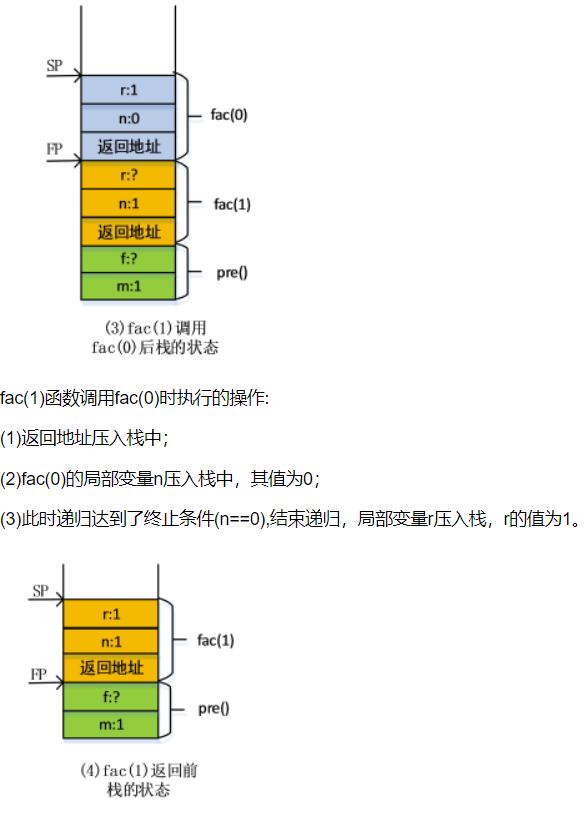 SP
r:1
n:0
fac(0)
FP
返回地址
r:?
n:1
fac(1)
返回地址
f:?
pre()
m:1
(3)fac(1)调用
fac(0)后栈的状态
fac(1)函数调用fac(0)时执行的操作:
(1)返回地址压入栈中；
(2)fac(0)的局部变量n压入栈中，其值为0；
(3)此时递归达到了终止条件(n==0),结束递归，局部变量r压入栈，r的值为1。
SP
r:1
n:1
fac(1)
FP
返回地址
f:?
pre()
m:1
(4)fac(1)返回前
栈的状态